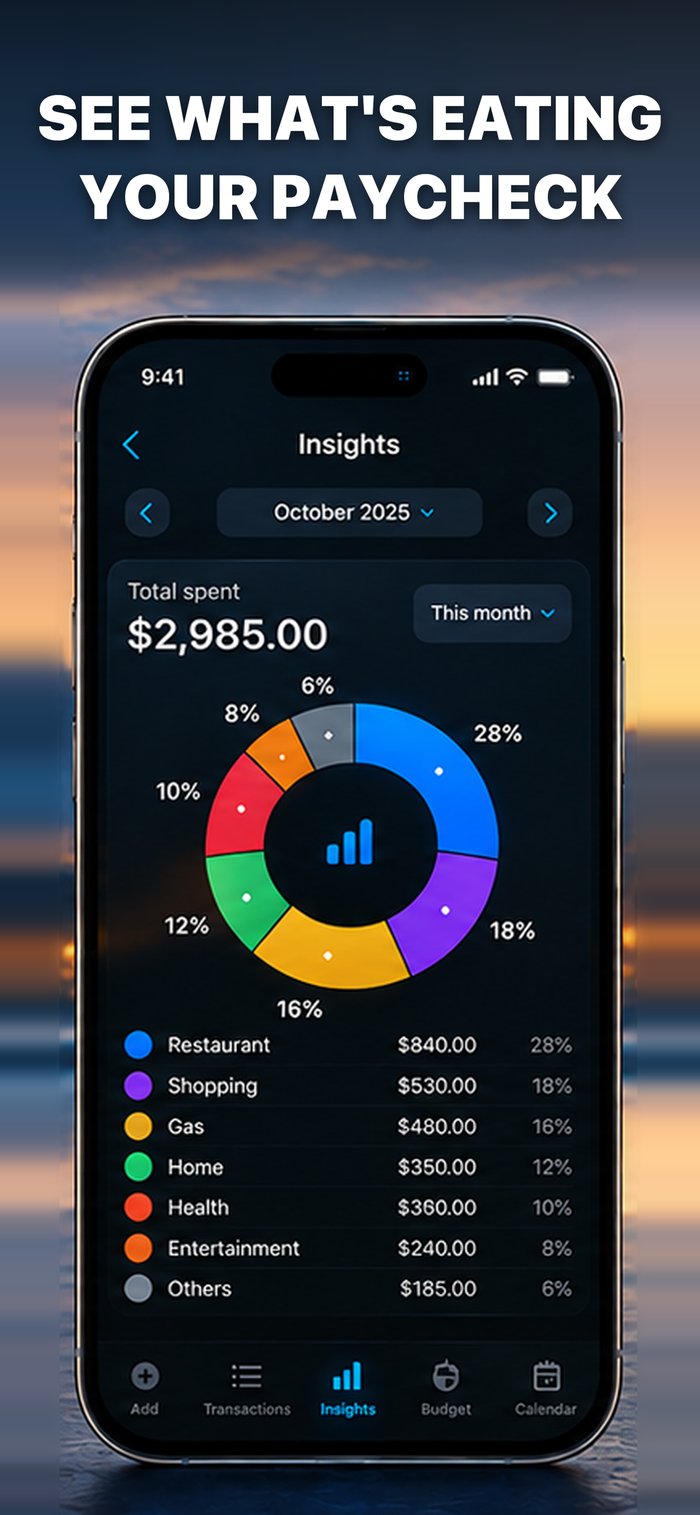 SEE WHAT'S EATING
YOUR PAYCHECK
9:41
Insights
October 2025
Total spent
$2,985.00
This month
6%
8%
28%
10%
12%
18%
16%
Restaurant $840.00 28%
Shopping $530.00 18%
Gas $480.00 16%
Home $350.00 12%
Health $360.00 10%
Entertainment $240.00 8%
Others $185.00 6%
Add Transactions Insights Budget Calendar